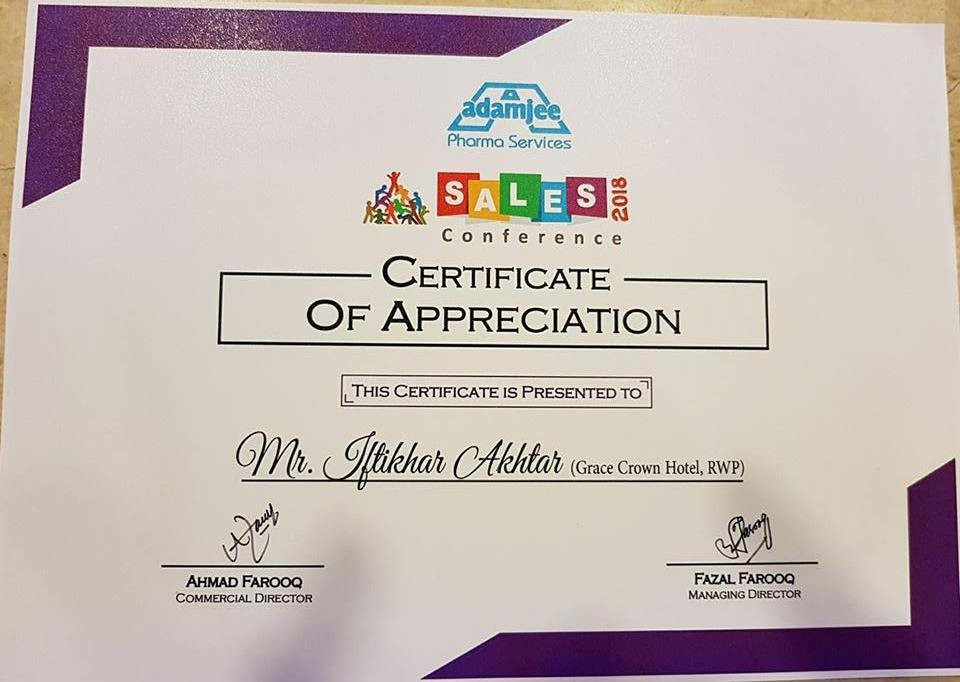 adamjee
Pharma Services
SALES 2018
Conference
CERTIFICATE
OF APPRECIATION
THIS CERTIFICATE IS PRESENTED TO
Mr. Iftikhar Akhtar (Grace Crown Hotel, RWP)
AHMAD FAROOQ
COMMERCIAL DIRECTOR
FAZAL FAROOQ
MANAGING DIRECTOR